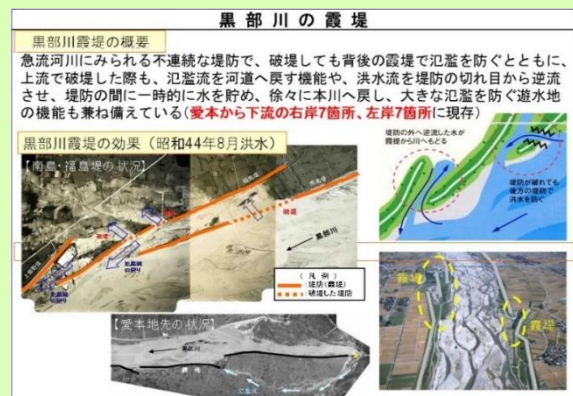 黒部川の霞堤
黒部川霞堤の概要
急流河川にみられる不連続な堤防で、破堤しても背後の霞堤で氾濫を防ぐとともに、
上流で破堤した際も、氾濫流を河道へ戻す機能や、洪水流を堤防の切れ目から逆流
させ、堤防の間に一時的に水を貯め、徐々に本川へ戻し、大きな氾濫を防ぐ遊水地
の機能も兼ね備えている(愛本から下流の右岸7箇所、左岸7箇所に現存)
黒部川霞堤の効果(昭和44年8月洪水)
【南島・福島堤の状況】
破堤
破堤
黒部川
(凡例)
:堤防(霞堤)
:破堤した堤防
【愛本地先の状況】
黒部川
堤防の外へ逆流した水が
霞堤から川へもどる
堤防が破れても
後方の堤防で
洪水を防ぐ
霞堤
霞堤